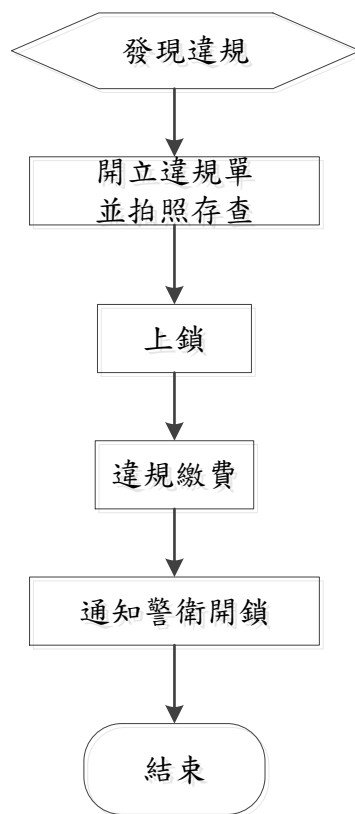 發現違規
開立違規單
並拍照存查
上鎖
違規繳費
通知警衛開鎖
結束